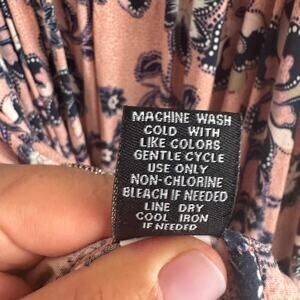 MACHINE WASH
COLD WITH
LIKE COLORS
GENTLE CYCLE
USE ONLY
NON-CHLORINE
BLEACH IF NEEDED
LINE DRY
COOL IRON
IF NEEDED